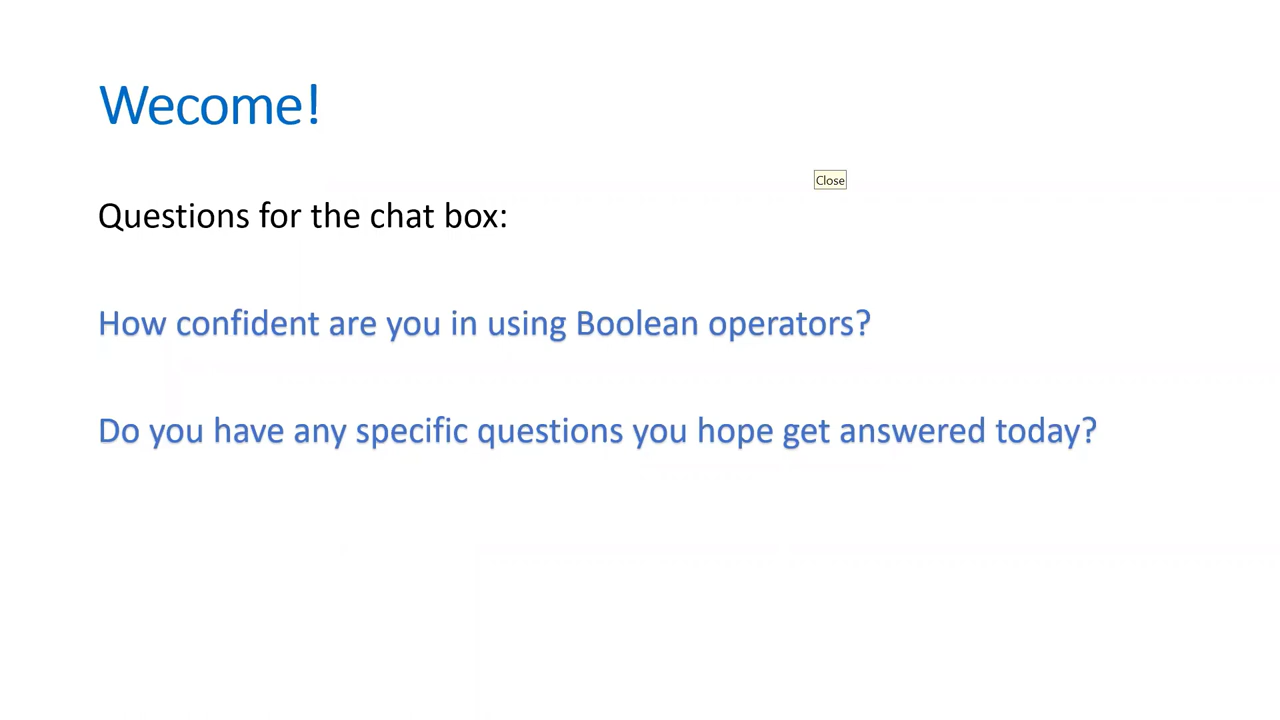 Wecome!
Close
Questions for the chat box:
How confident are you in using Boolean operators?
Do you have any specific questions you hope get answered today?